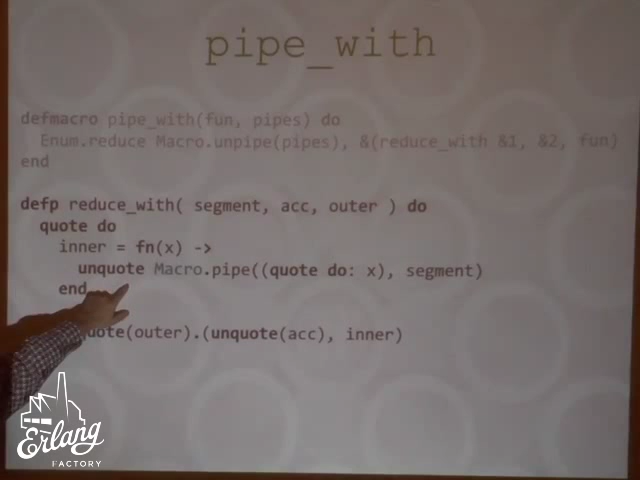 pipe_with
defmacro pipe_with(fun, pipes) do
Enum.reduce Macro.unpipe(pipes), &(reduce_with &1, &2, fun)
end
defp reduce_with( segment, acc, outer ) do
quote do
inner = fn(x) ->
unquote Macro.pipe((quote do: x), segment)
end
quote(outer).(unquote(acc), inner)
Erlang
FACTORY